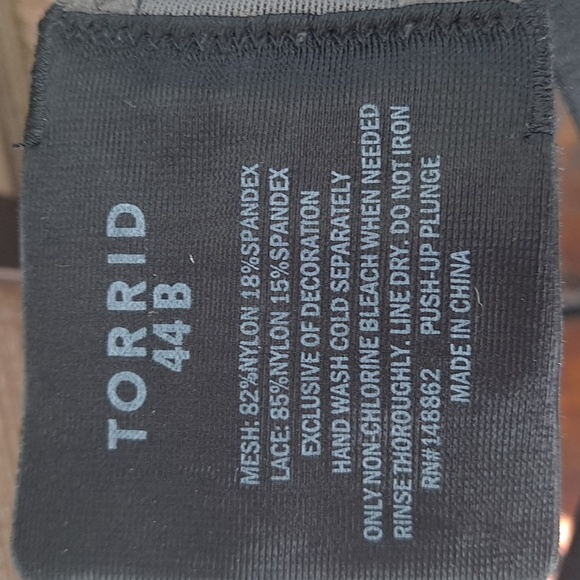 TORRID
44B
MESH: 82%NYLON 18%SPANDEX
LACE: 85%NYLON 15%SPANDEX
EXCLUSIVE OF DECORATION
HAND WASH COLD SEPARATELY
ONLY NON-CHLORINE BLEACH WHEN NEEDED
RINSE THOROUGHLY. LINE DRY. DO NOT IRON
RN#148862 PUSH-UP PLUNGE
MADE IN CHINA